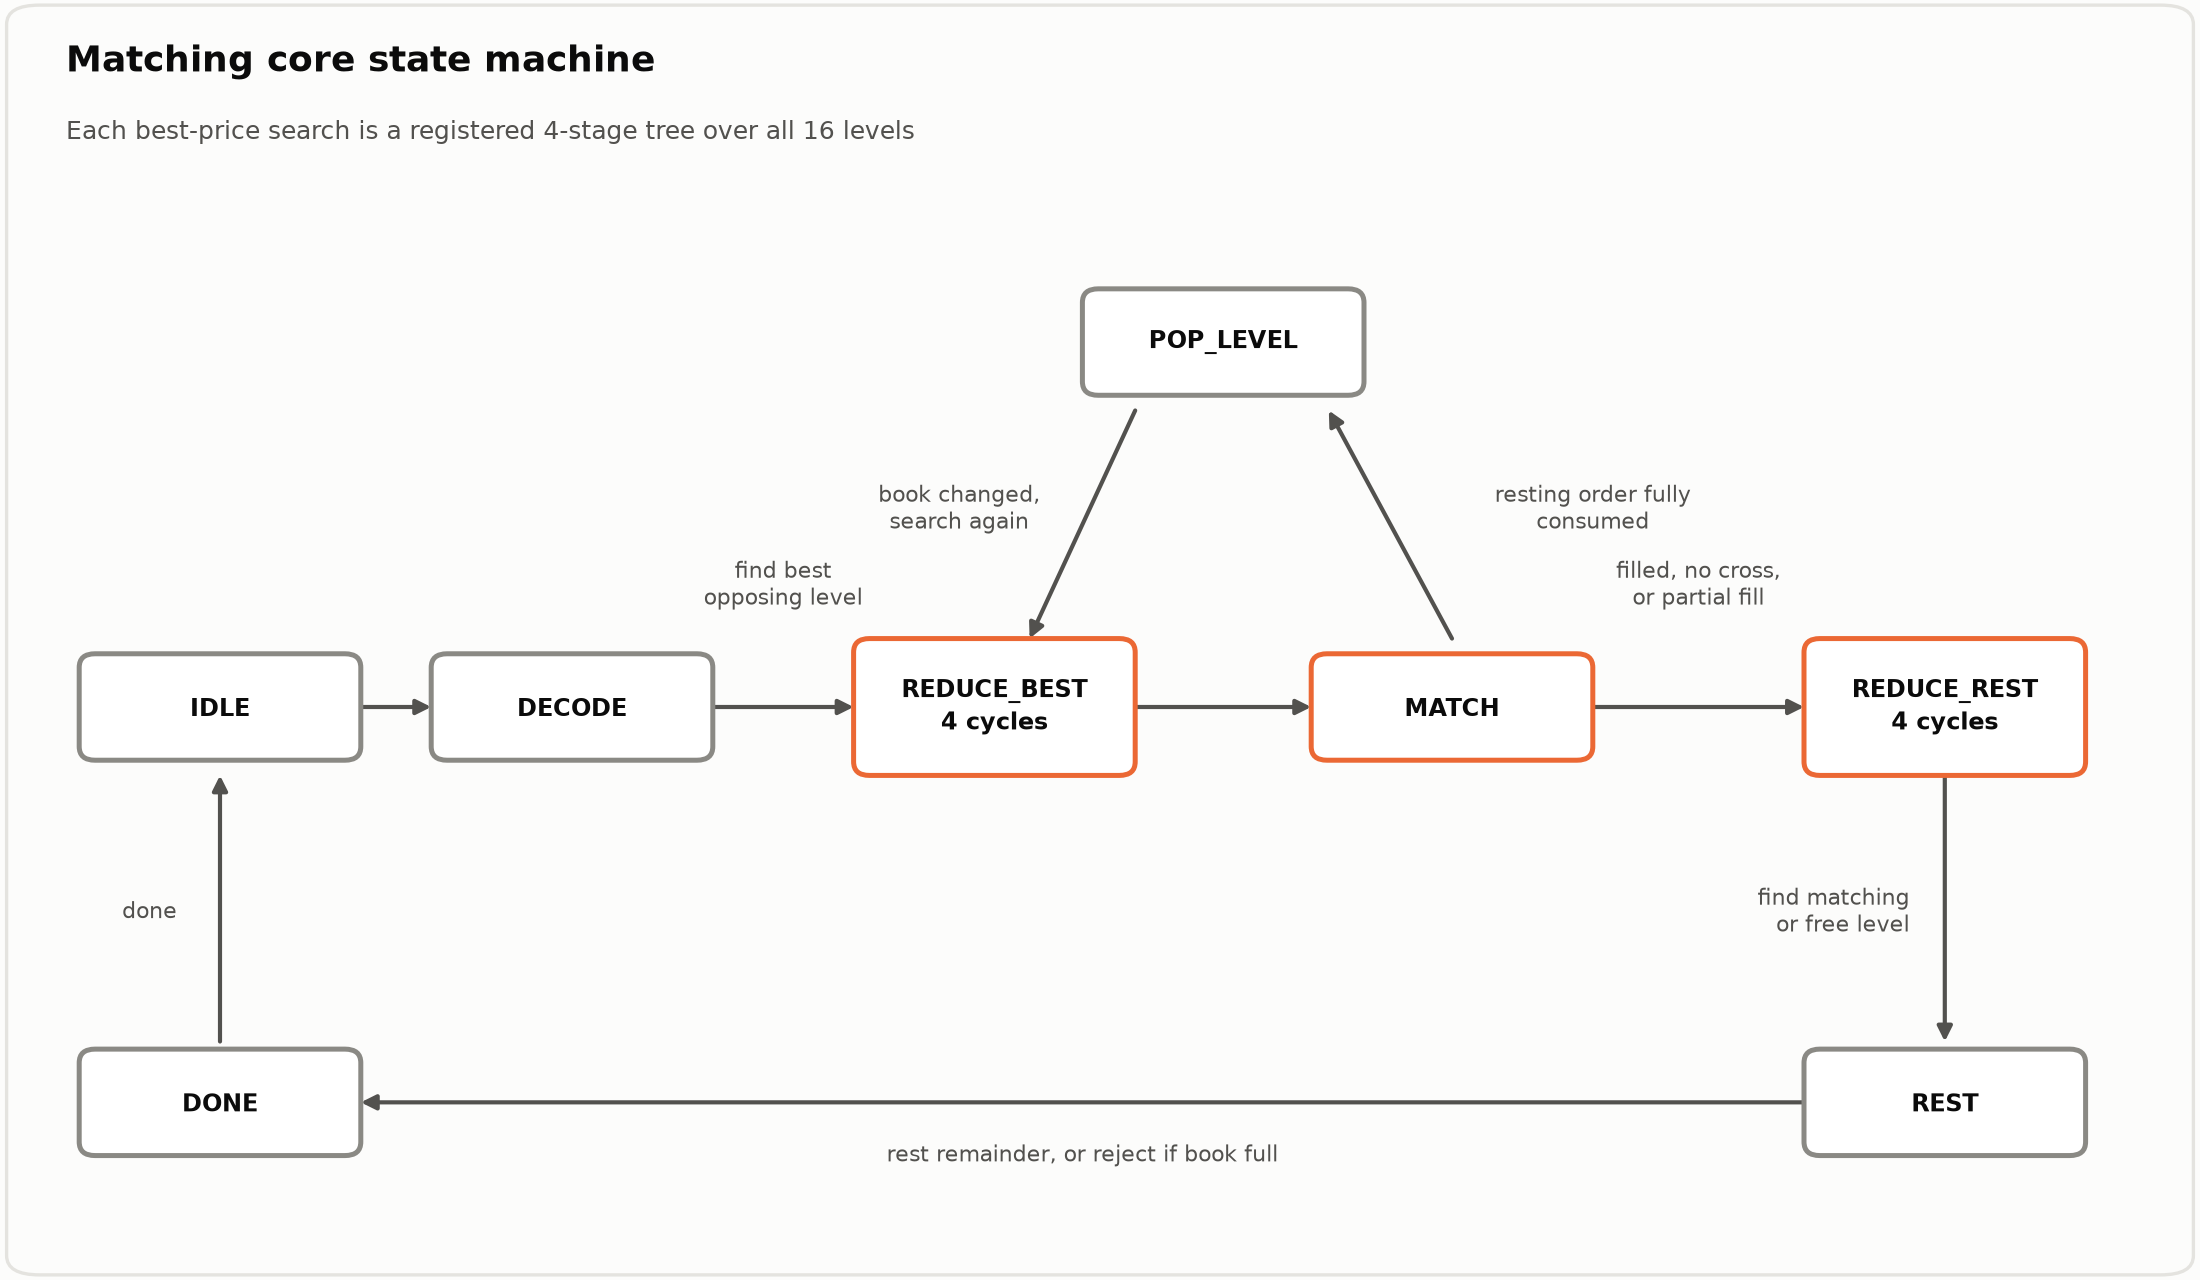 Matching core state machine
Each best-price search is a registered 4-stage tree over all 16 levels
POP_LEVEL
book changed,
search again
resting order fully
consumed
find best
opposing level
filled, no cross,
or partial fill
IDLE
DECODE
REDUCE_BEST
4 cycles
MATCH
REDUCE_REST
4 cycles
done
find matching
or free level
DONE
REST
rest remainder, or reject if book full